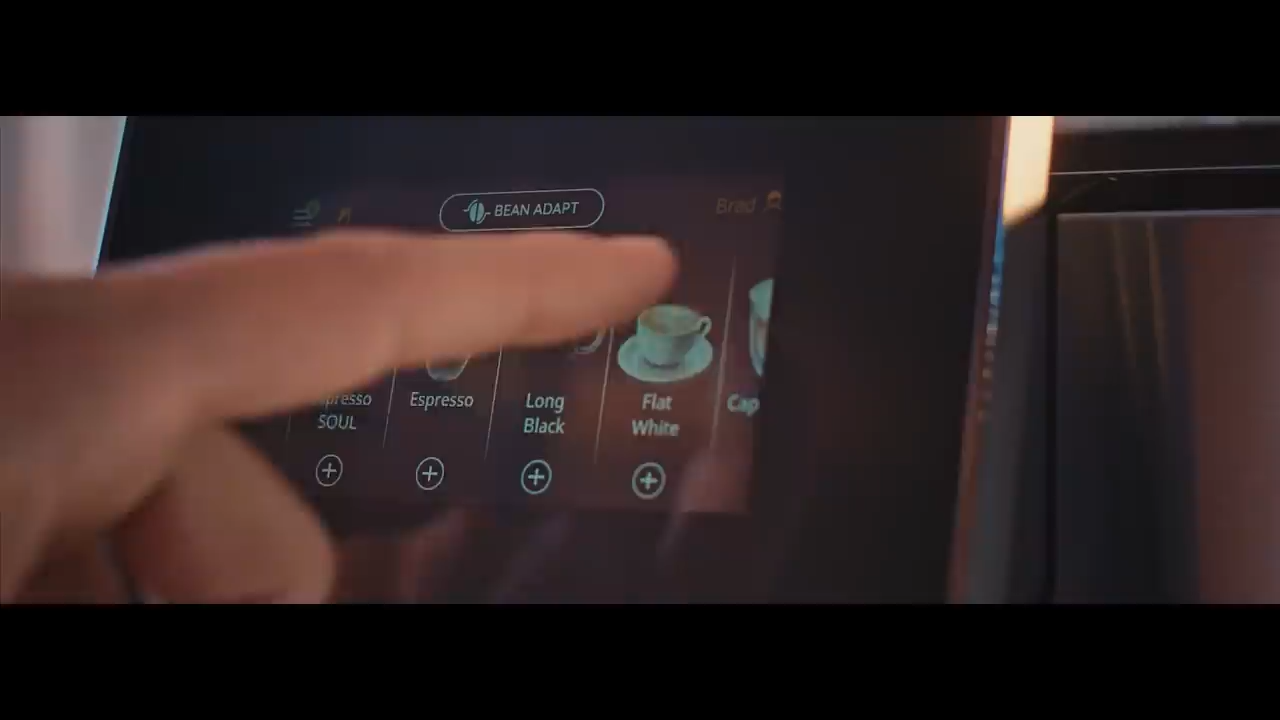 BEAN ADAPT
Brad
SOUL
Espresso
Long
Black
Flat
White